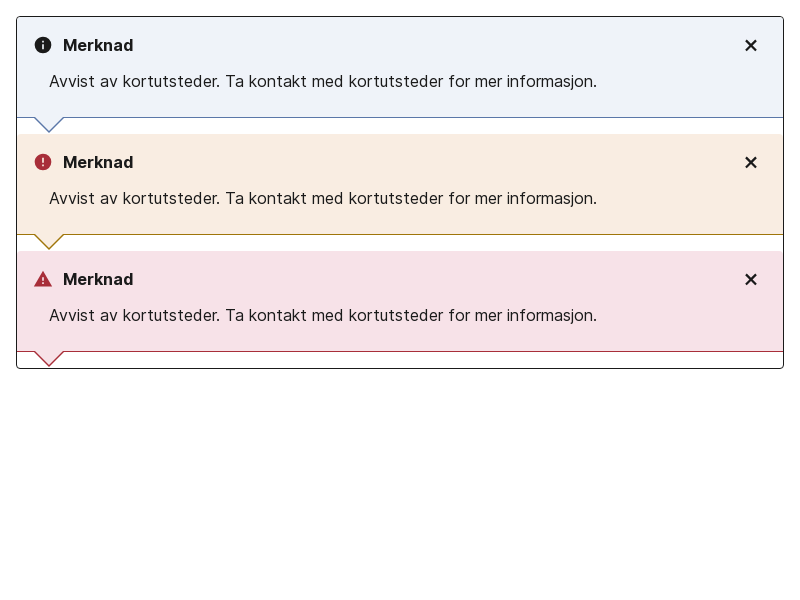 Merknad
Avvist av kortutsteder. Ta kontakt med kortutsteder for mer informasjon.
Merknad
Avvist av kortutsteder. Ta kontakt med kortutsteder for mer informasjon.
Merknad
Avvist av kortutsteder. Ta kontakt med kortutsteder for mer informasjon.